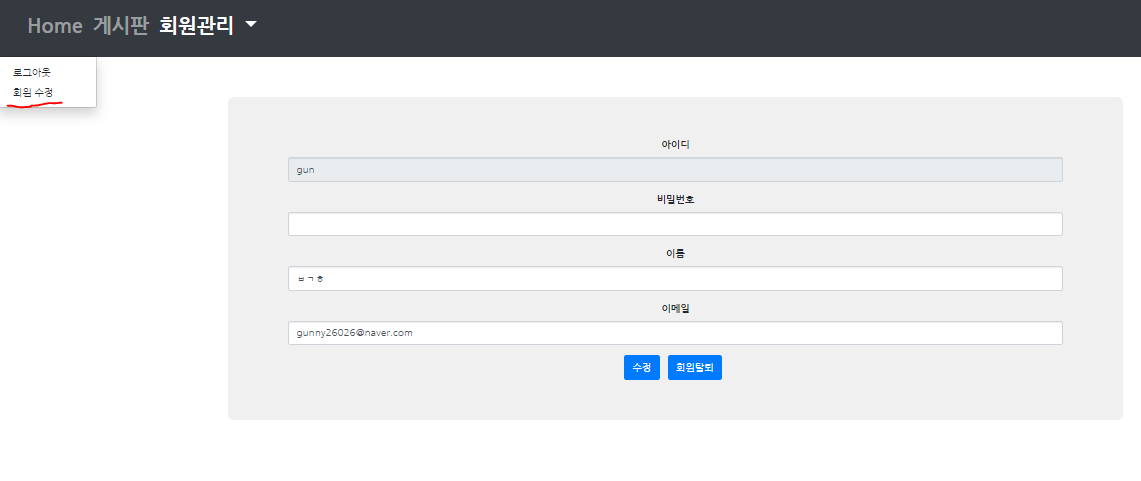 Home 게시판 회원관리
로그아웃
회원 수정
아이디
gun
비밀번호
이름
ㅂㄱㅎ
이메일
gunny26026@naver.com
수정 회원탈퇴